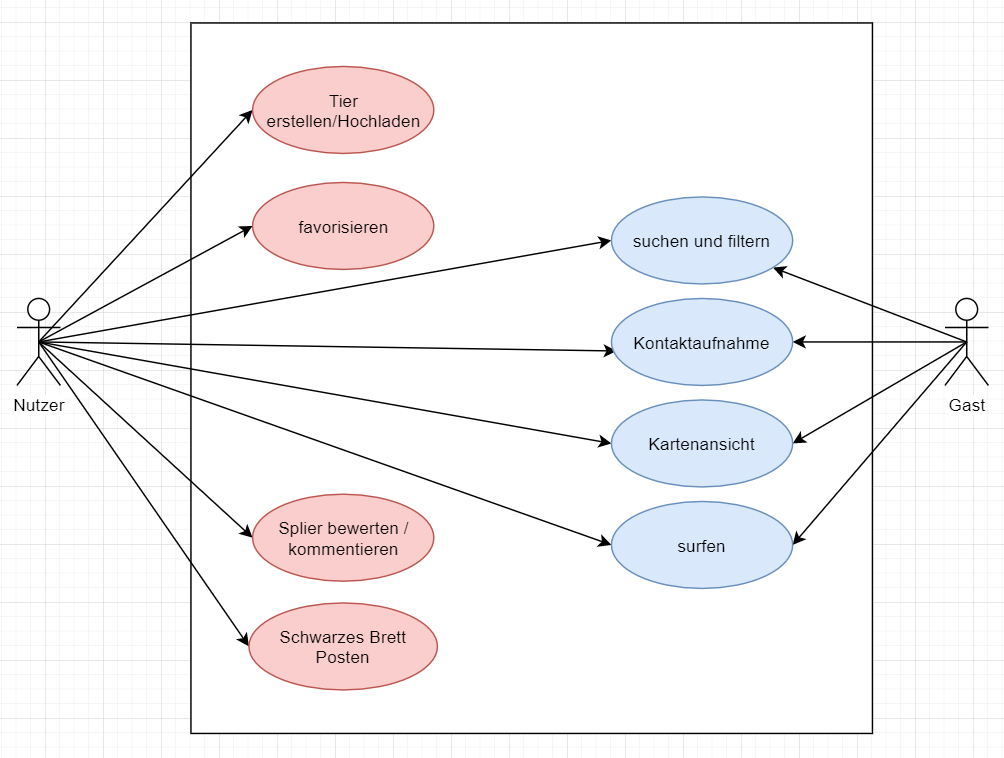 Tier
erstellen/Hochladen
favorisieren
suchen und filtern
Kontaktaufnahme
Nutzer
Gast
Kartenansicht
Splier bewerten /
kommentieren
surfen
Schwarzes Brett
Posten